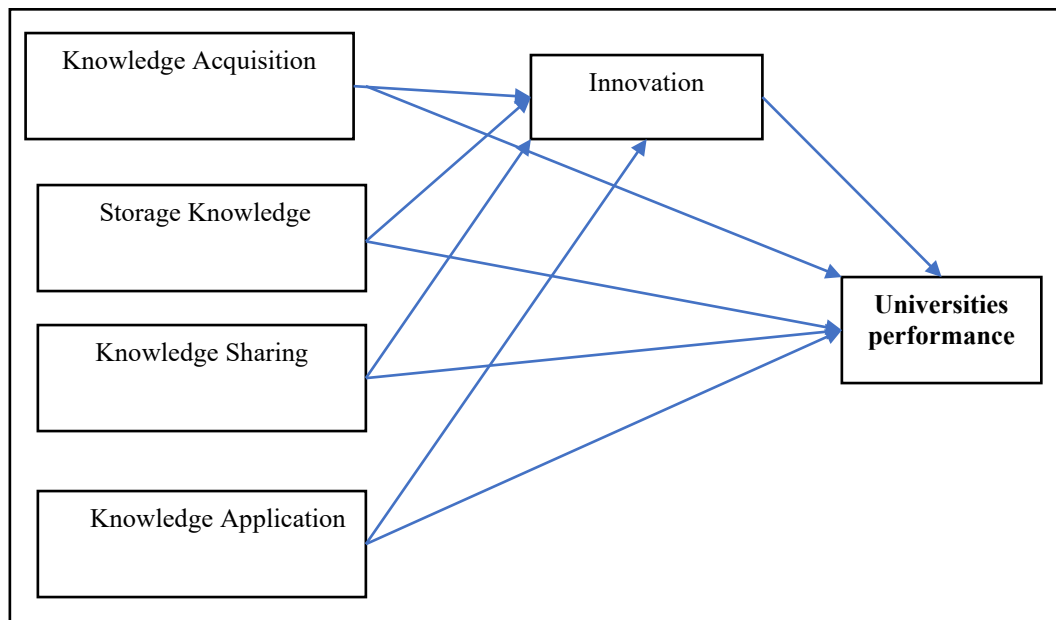 Knowledge Acquisition
Innovation
Storage Knowledge
Universities
performance
Knowledge Sharing
Knowledge Application